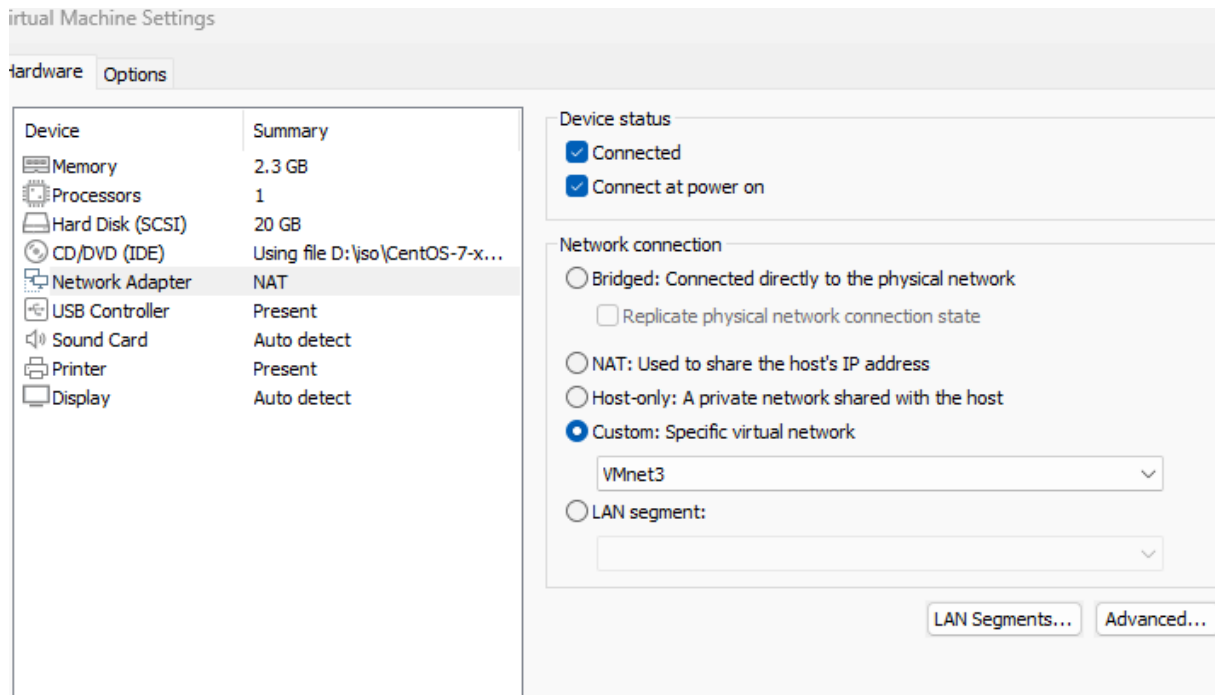 irtual Machine Settings
Hardware Options
Device Summary
Memory 2.3 GB
Processors 1
Hard Disk (SCSI) 20 GB
CD/DVD (IDE) Using file D:\iso\CentOS-7-x...
Network Adapter NAT
USB Controller Present
Sound Card Auto detect
Printer Present
Display Auto detect
Device status
Connected
Connect at power on
Network connection
Bridged: Connected directly to the physical network
Replicate physical network connection state
NAT: Used to share the host's IP address
Host-only: A private network shared with the host
Custom: Specific virtual network
VMnet3
LAN segment:
LAN Segments... Advanced...